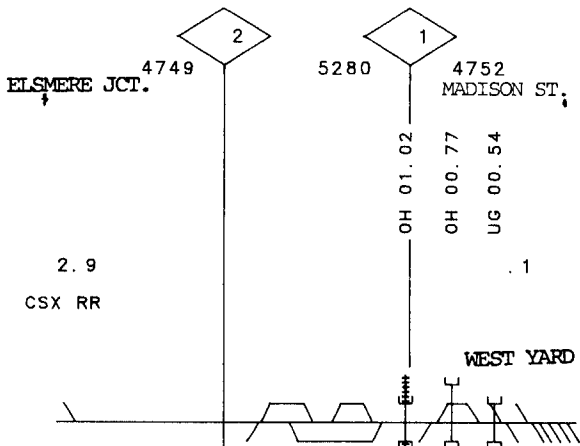 2
1
4749
5280
4752
ELSMERE JCT.
MADISON ST.
OH 01.02
OH 00.77
UG 00.54
2.9
.1
CSX RR
WEST YARD